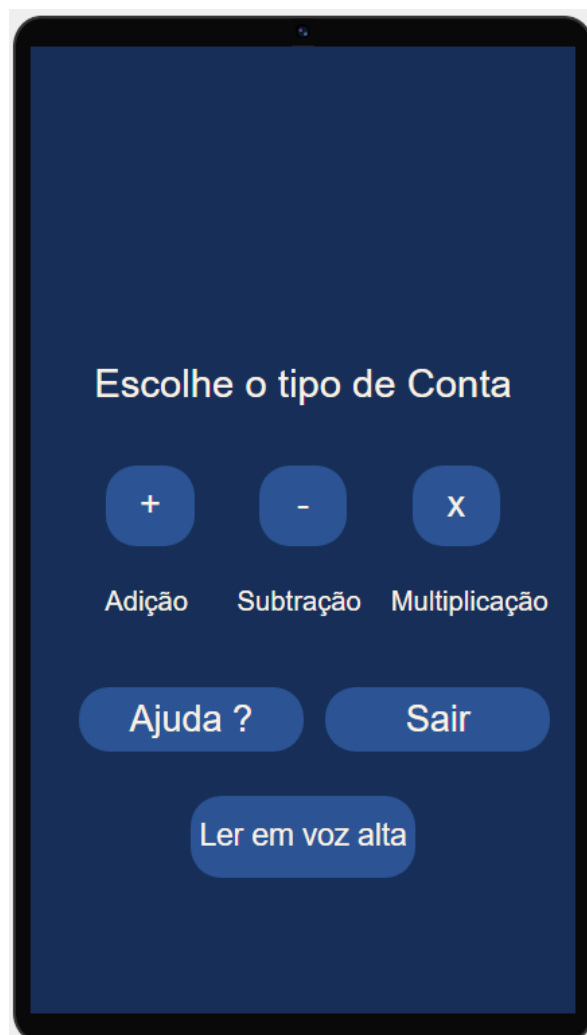 Escolhe o tipo de Conta
+ - x
Adição Subtração Multiplicação
Ajuda ? Sair
Ler em voz alta